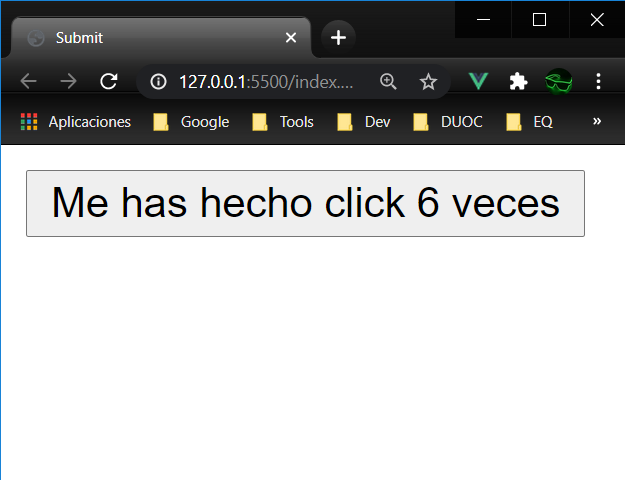 Submit
127.0.0.1:5500/index....
Aplicaciones Google Tools Dev DUOC EQ »
Me has hecho click 6 veces